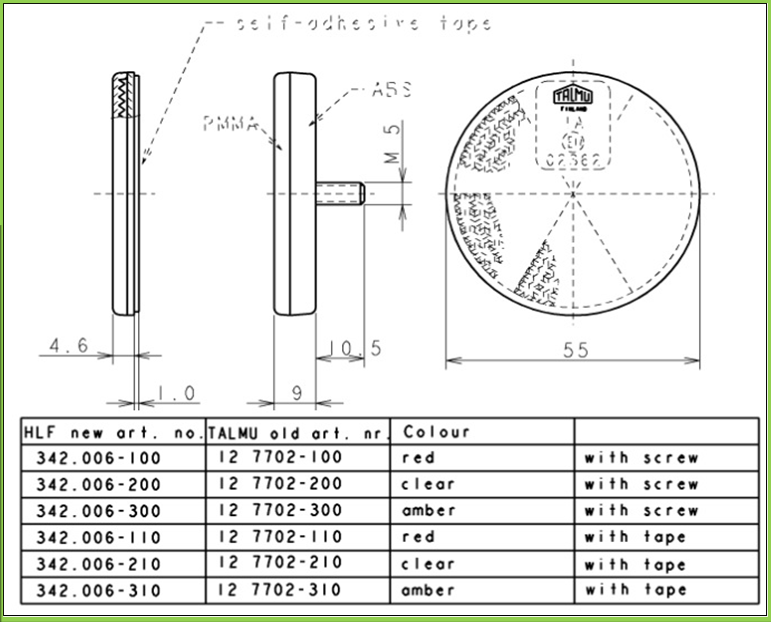 self-adhesive tape
ABS
PMMA
M 5
TALMU
FINLAND
IA
E1
02362
4.6
1.0
9
10.5
55
HLF new art. no. TALMU old art. nr. Colour
342.006-100 12 7702-100 red with screw
342.006-200 12 7702-200 clear with screw
342.006-300 12 7702-300 amber with screw
342.006-110 12 7702-110 red with tape
342.006-210 12 7702-210 clear with tape
342.006-310 12 7702-310 amber with tape